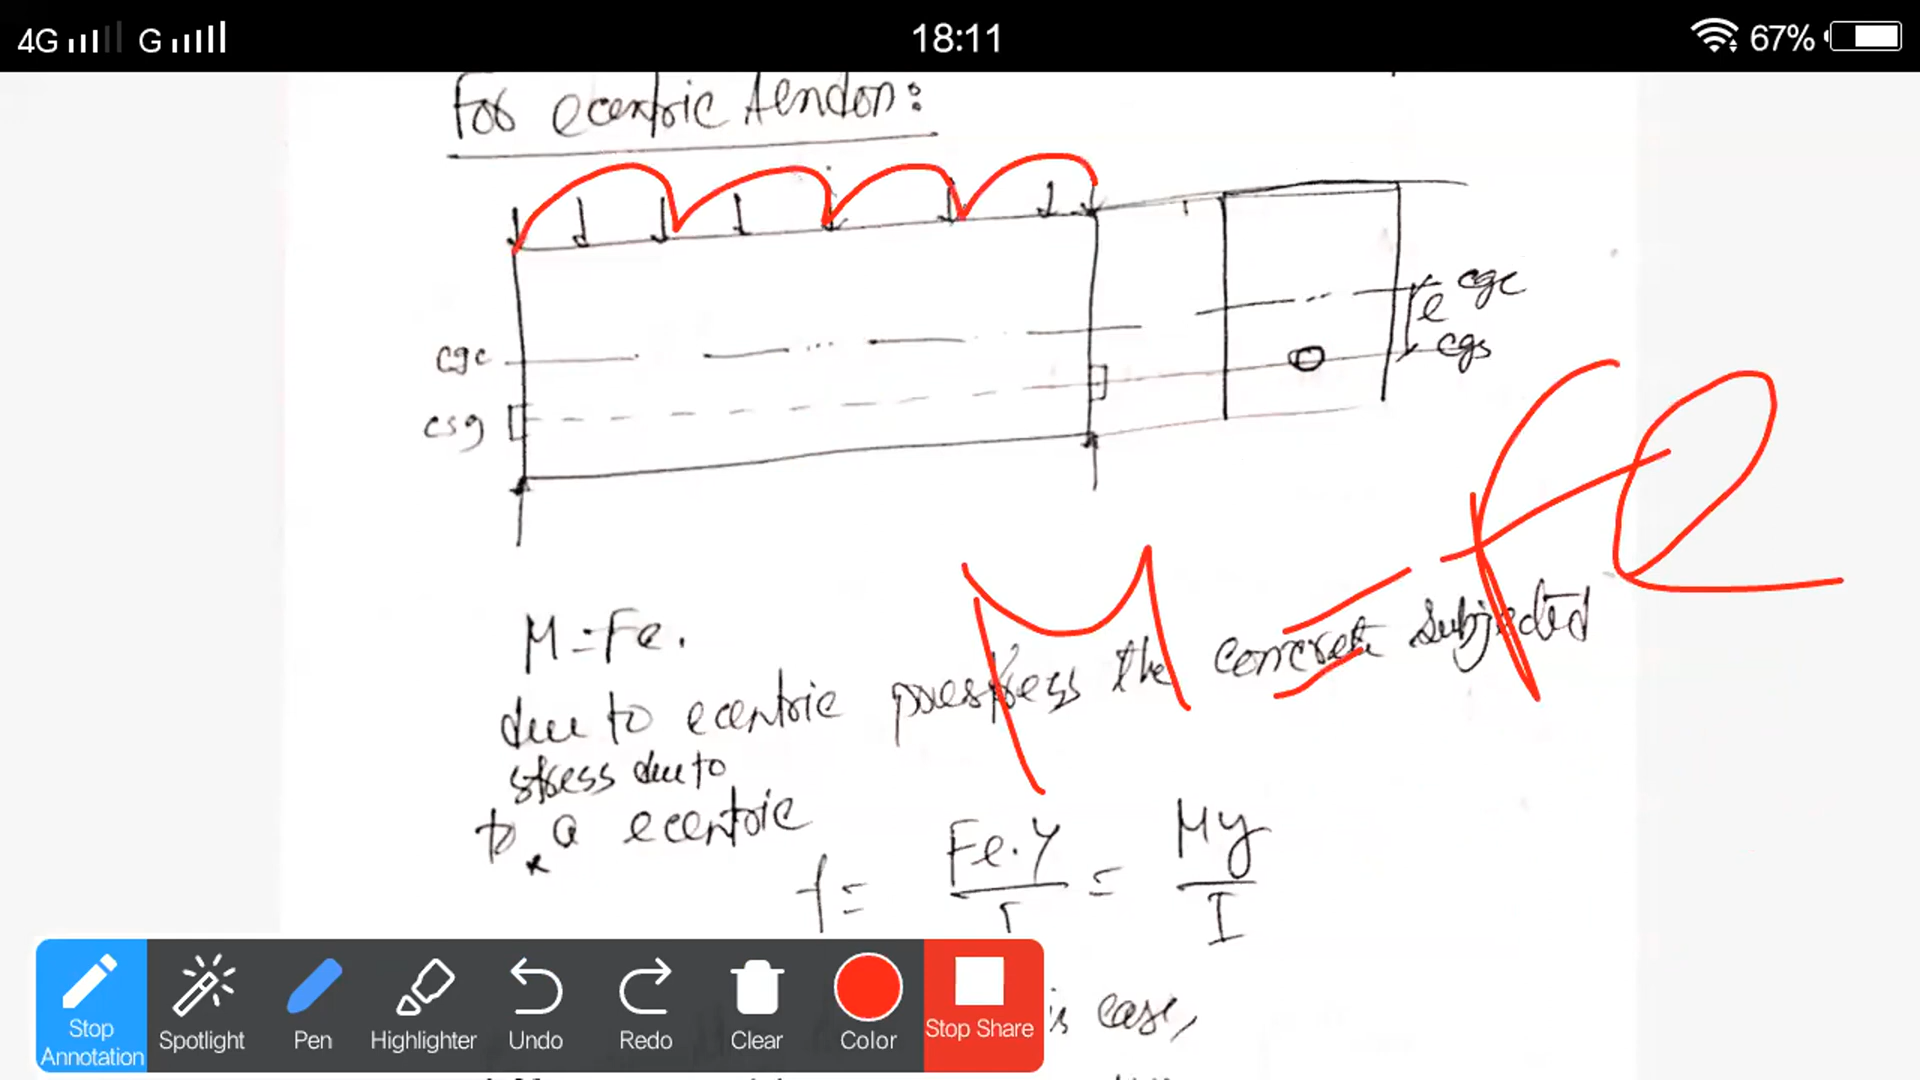 4G G 18:11 67%
For ecentric tendon:
cgc
e
cgc
cgs
csg
M = Fe
M = Fe.
due to ecentric prestress the concrete subjected
stress due to
to a ecentric
f = Fe.Y/I = My/I
is case,
Stop Annotation
Spotlight
Pen
Highlighter
Undo
Redo
Clear
Color
Stop Share